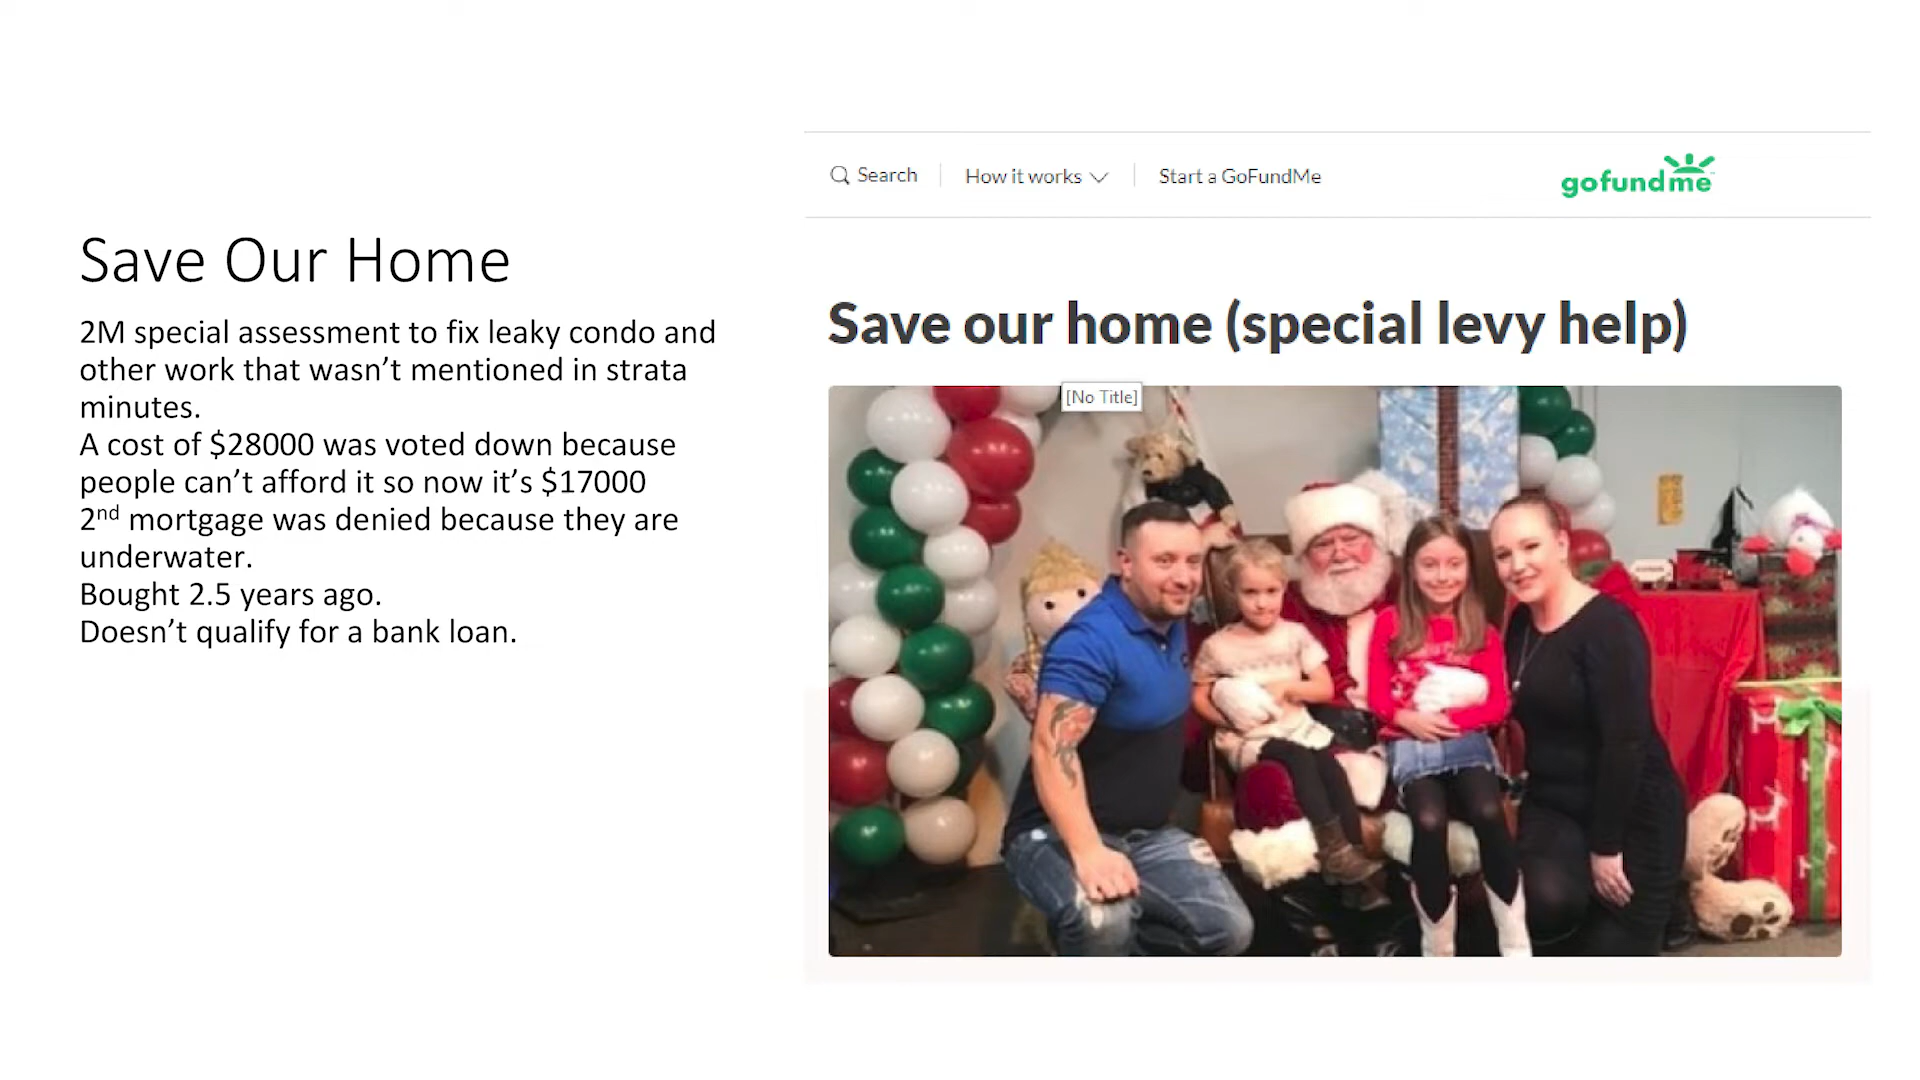 Save Our Home
2M special assessment to fix leaky condo and
other work that wasn’t mentioned in strata
minutes.
A cost of $28000 was voted down because
people can’t afford it so now it’s $17000
2nd mortgage was denied because they are
underwater.
Bought 2.5 years ago.
Doesn’t qualify for a bank loan.
Search
How it works
Start a GoFundMe
gofundme
Save our home (special levy help)
[No Title]